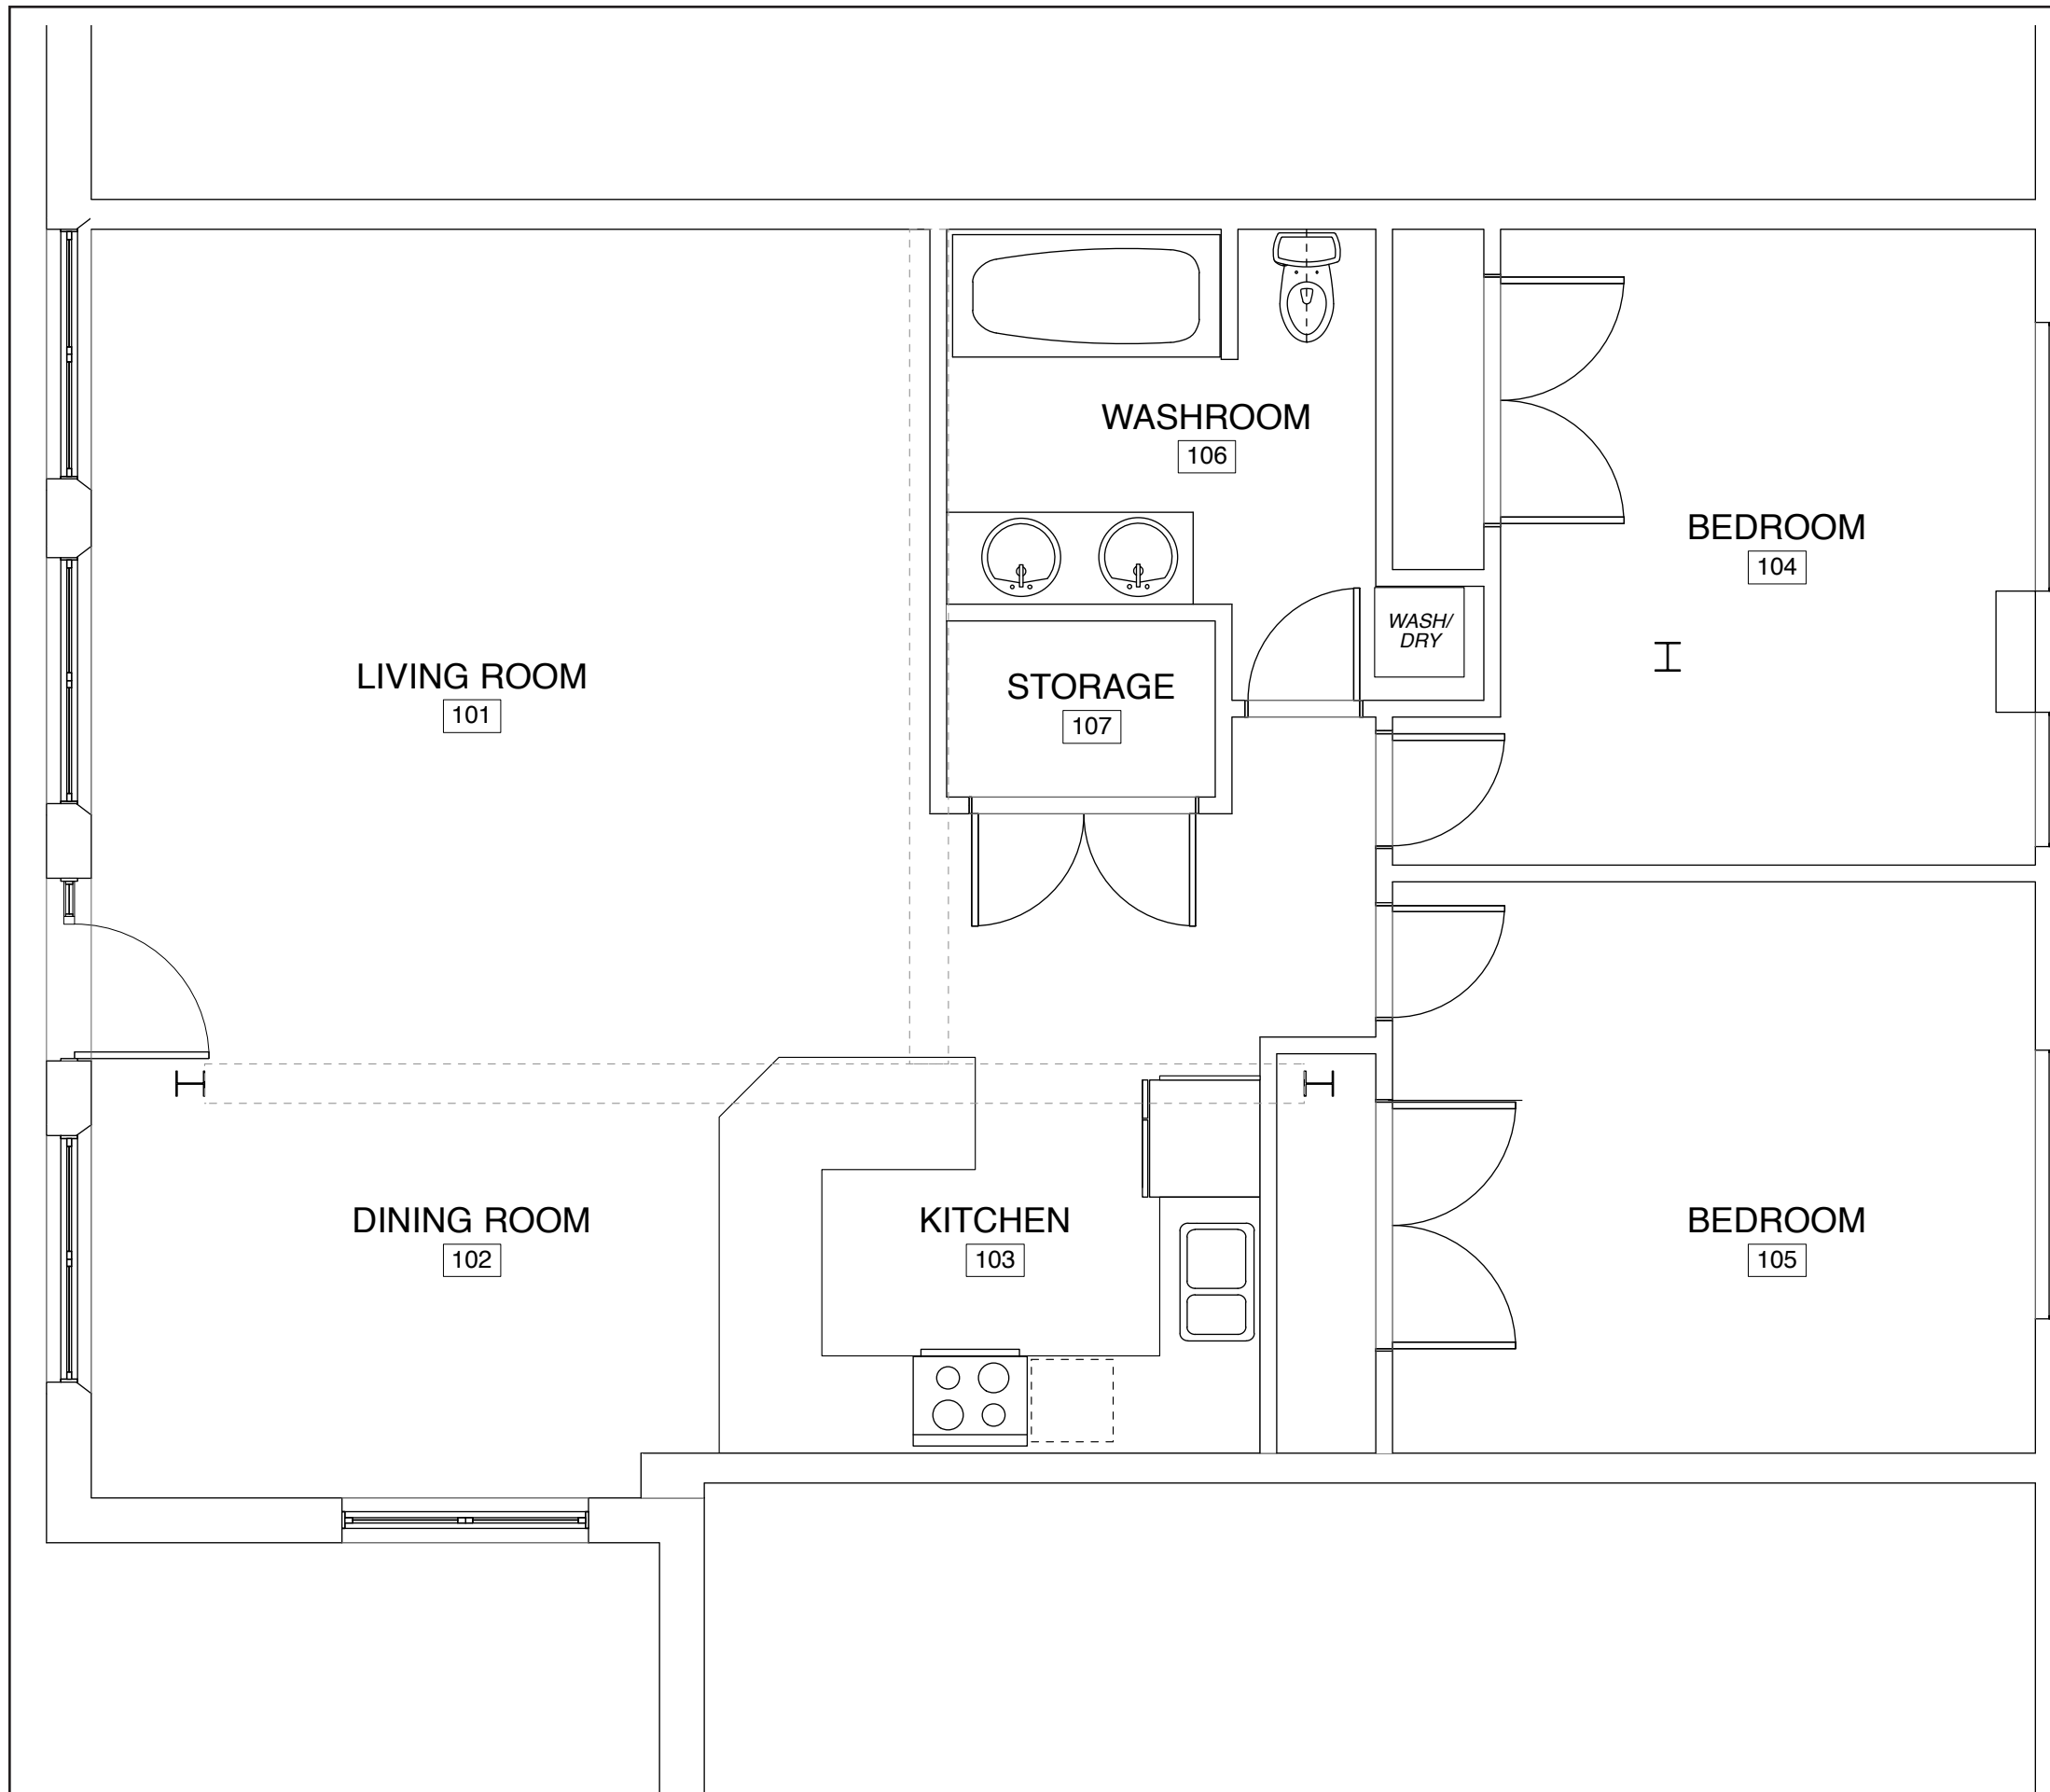 WASHROOM
106
BEDROOM
104
WASH/
DRY
LIVING ROOM
101
STORAGE
107
DINING ROOM
102
KITCHEN
103
BEDROOM
105